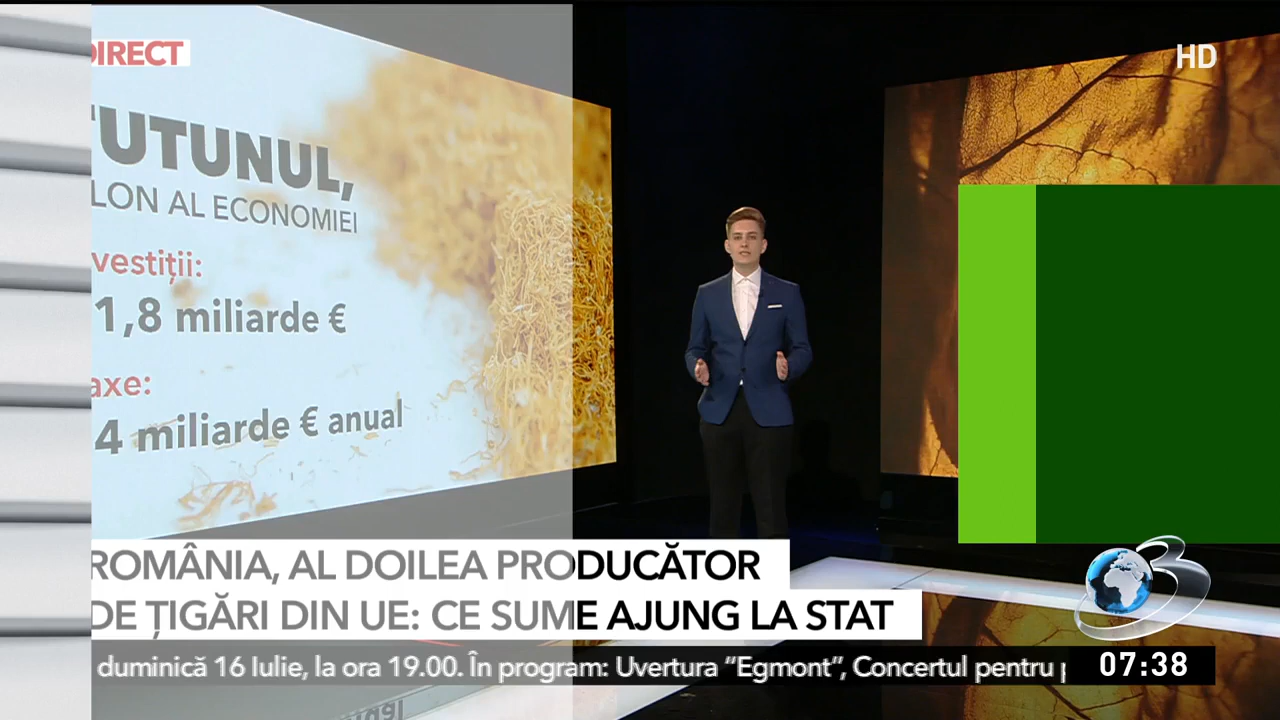 DIRECT
HD
TUTUNUL,
LON AL ECONOMIEI
vestiții:
1,8 miliarde €
axe:
4 miliarde € anual
ROMÂNIA, AL DOILEA PRODUCĂTOR
DE ȚIGĂRI DIN UE: CE SUME AJUNG LA STAT
duminică 16 Iulie, la ora 19.00. În program: Uvertura “Egmont”, Concertul pentru p
07:38